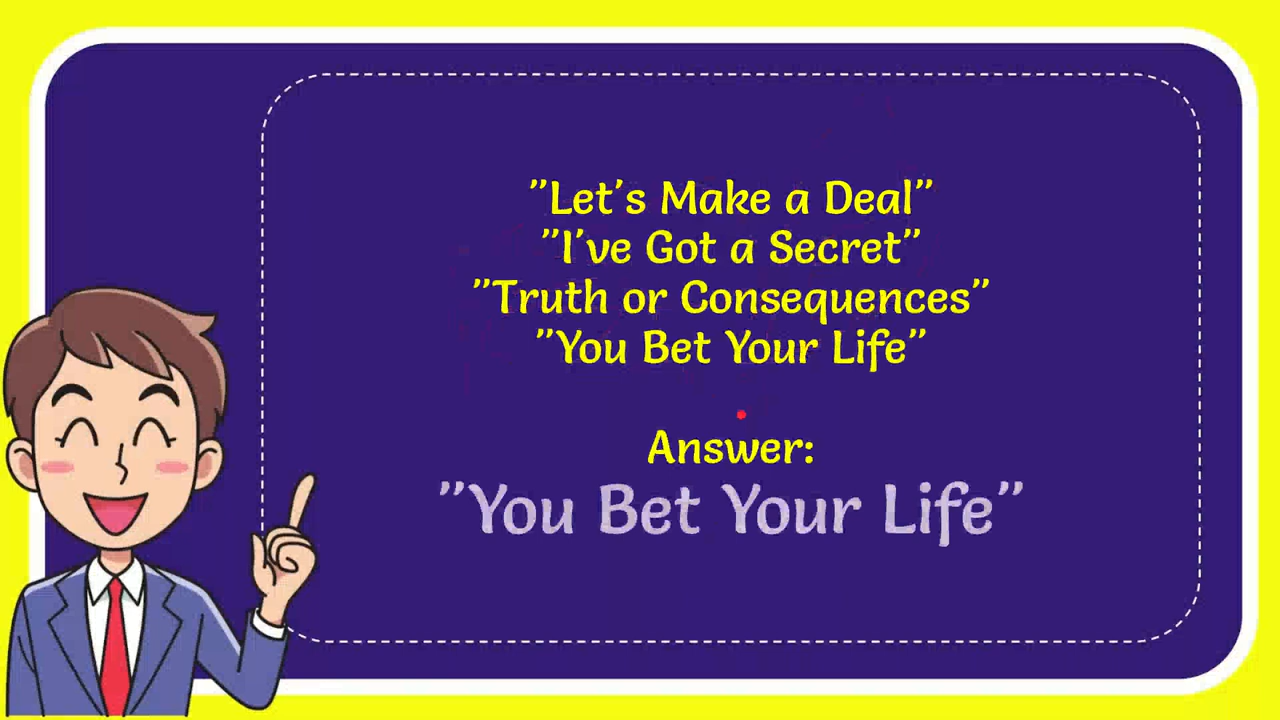 "Let's Make a Deal"
"I've Got a Secret"
"Truth or Consequences"
"You Bet Your Life"
Answer:
"You Bet Your Life"